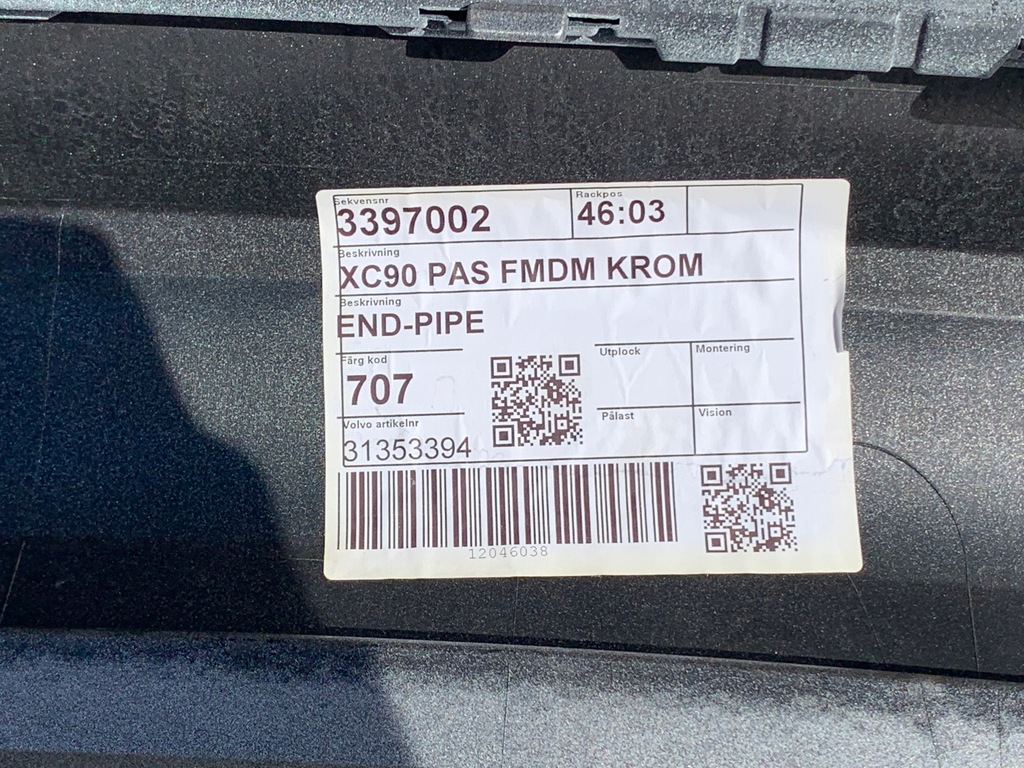 Sekvensnr
3397002
Rackpos
46:03
Beskrivning
XC90 PAS FMDM KROM
Beskrivning
END-PIPE
Färg kod
707
Utplock
Montering
Volvo artikelnr
31353394
Pålast
Vision
12046038